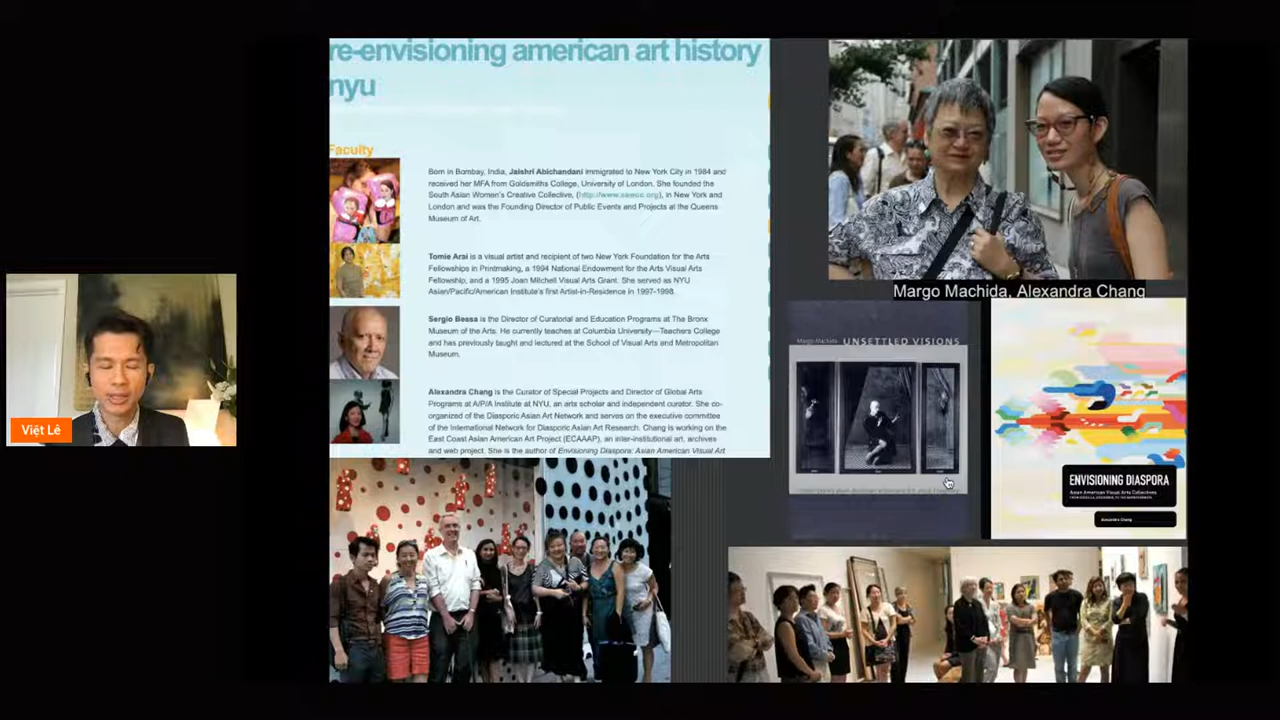 re-envisioning american art history
nyu
Faculty
Born in Bombay, India, Jaishri Abichandani immigrated to New York City in 1984 and
received her MFA from Goldsmiths College, University of London. She founded the
South Asian Women's Creative Collective, (http://www.sawcc.org), in New York and
London and was the Founding Director of Public Events and Projects at the Queens
Museum of Art.
Tomie Arai is a visual artist and recipient of two New York Foundation for the Arts
Fellowships in Printmaking, a 1994 National Endowment for the Arts Visual Arts
Fellowship, and a 1995 Joan Mitchell Visual Arts Grant. She served as NYU
Asian/Pacific/American Institute's first Artist-in-Residence in 1997-1998.
Sergio Bessa is the Director of Curatorial and Education Programs at The Bronx
Museum of the Arts. He currently teaches at Columbia University—Teachers College
and has previously taught and lectured at the School of Visual Arts and Metropolitan
Museum.
Alexandra Chang is the Curator of Special Projects and Director of Global Arts
Programs at A/P/A Institute at NYU, an arts scholar and independent curator. She co-
organized of the Diasporic Asian Art Network and serves on the executive committee
of the International Network for Diasporic Asian Art Research. Chang is working on the
East Coast Asian American Art Project (ECAAAP), an inter-institutional art, archives
and web project. She is the author of Envisioning Diaspora: Asian American Visual Art
Margo Machida, Alexandra Chang
Margo Machida UNSETTLED VISIONS
ENVISIONING DIASPORA
Asian American Visual Arts Collectives
Alexandra Chang
Việt Lê